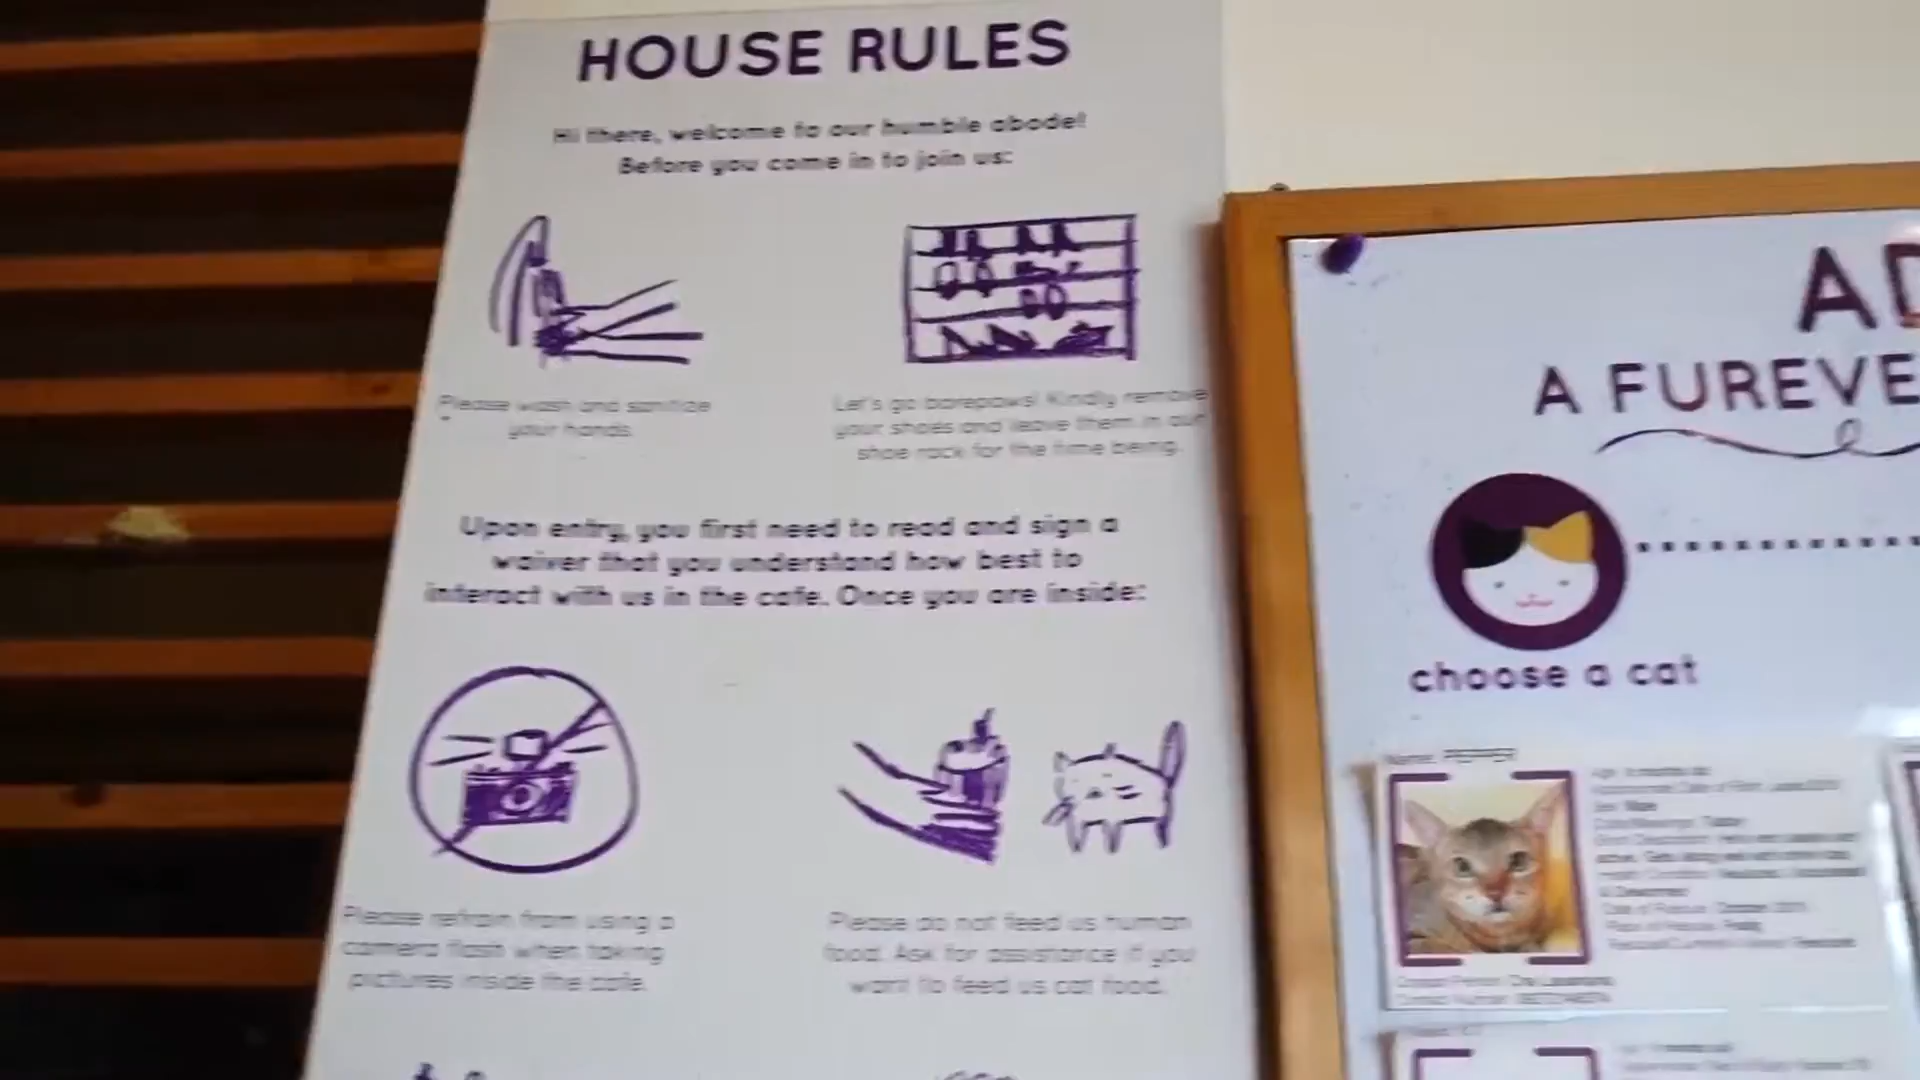 HOUSE RULES
Hi there, welcome to our humble abode!
Before you come in to join us:
Please wash and sanitize
your hands.
Let's go barepaws! Kindly remove
your shoes and leave them in our
shoe rack for the time being.
Upon entry, you first need to read and sign a
waiver that you understand how best to
interact with us in the cafe. Once you are inside:
Please refrain from using a
camera flash when taking
pictures inside the cafe.
Please do not feed us human
food. Ask for assistance if you
want to feed us cat food.
AD
A FUREVE
choose a cat
Name: PEPPER